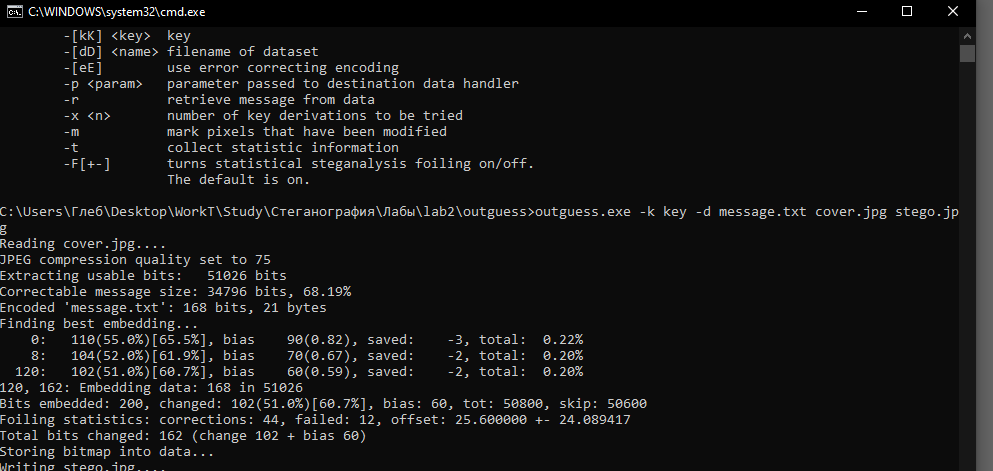 C:\WINDOWS\system32\cmd.exe
-[kK] <key>  key
-[dD] <name> filename of dataset
-[eE]        use error correcting encoding
-p <param>   parameter passed to destination data handler
-r           retrieve message from data
-x <n>       number of key derivations to be tried
-m           mark pixels that have been modified
-t           collect statistic information
-F[+-]       turns statistical steganalysis foiling on/off.
             The default is on.
C:\Users\Глеб\Desktop\WorkT\Study\Стеганография\Лабы\lab2\outguess>outguess.exe -k key -d message.txt cover.jpg stego.jp
g
Reading cover.jpg....
JPEG compression quality set to 75
Extracting usable bits:   51026 bits
Correctable message size: 34796 bits, 68.19%
Encoded 'message.txt': 168 bits, 21 bytes
Finding best embedding...
    0:   110(55.0%)[65.5%], bias    90(0.82), saved:    -3, total:  0.22%
    8:   104(52.0%)[61.9%], bias    70(0.67), saved:    -2, total:  0.20%
  120:   102(51.0%)[60.7%], bias    60(0.59), saved:    -2, total:  0.20%
120, 162: Embedding data: 168 in 51026
Bits embedded: 200, changed: 102(51.0%)[60.7%], bias: 60, tot: 50800, skip: 50600
Foiling statistics: corrections: 44, failed: 12, offset: 25.600000 +- 24.089417
Total bits changed: 162 (change 102 + bias 60)
Storing bitmap into data...
Writing stego.jpg....